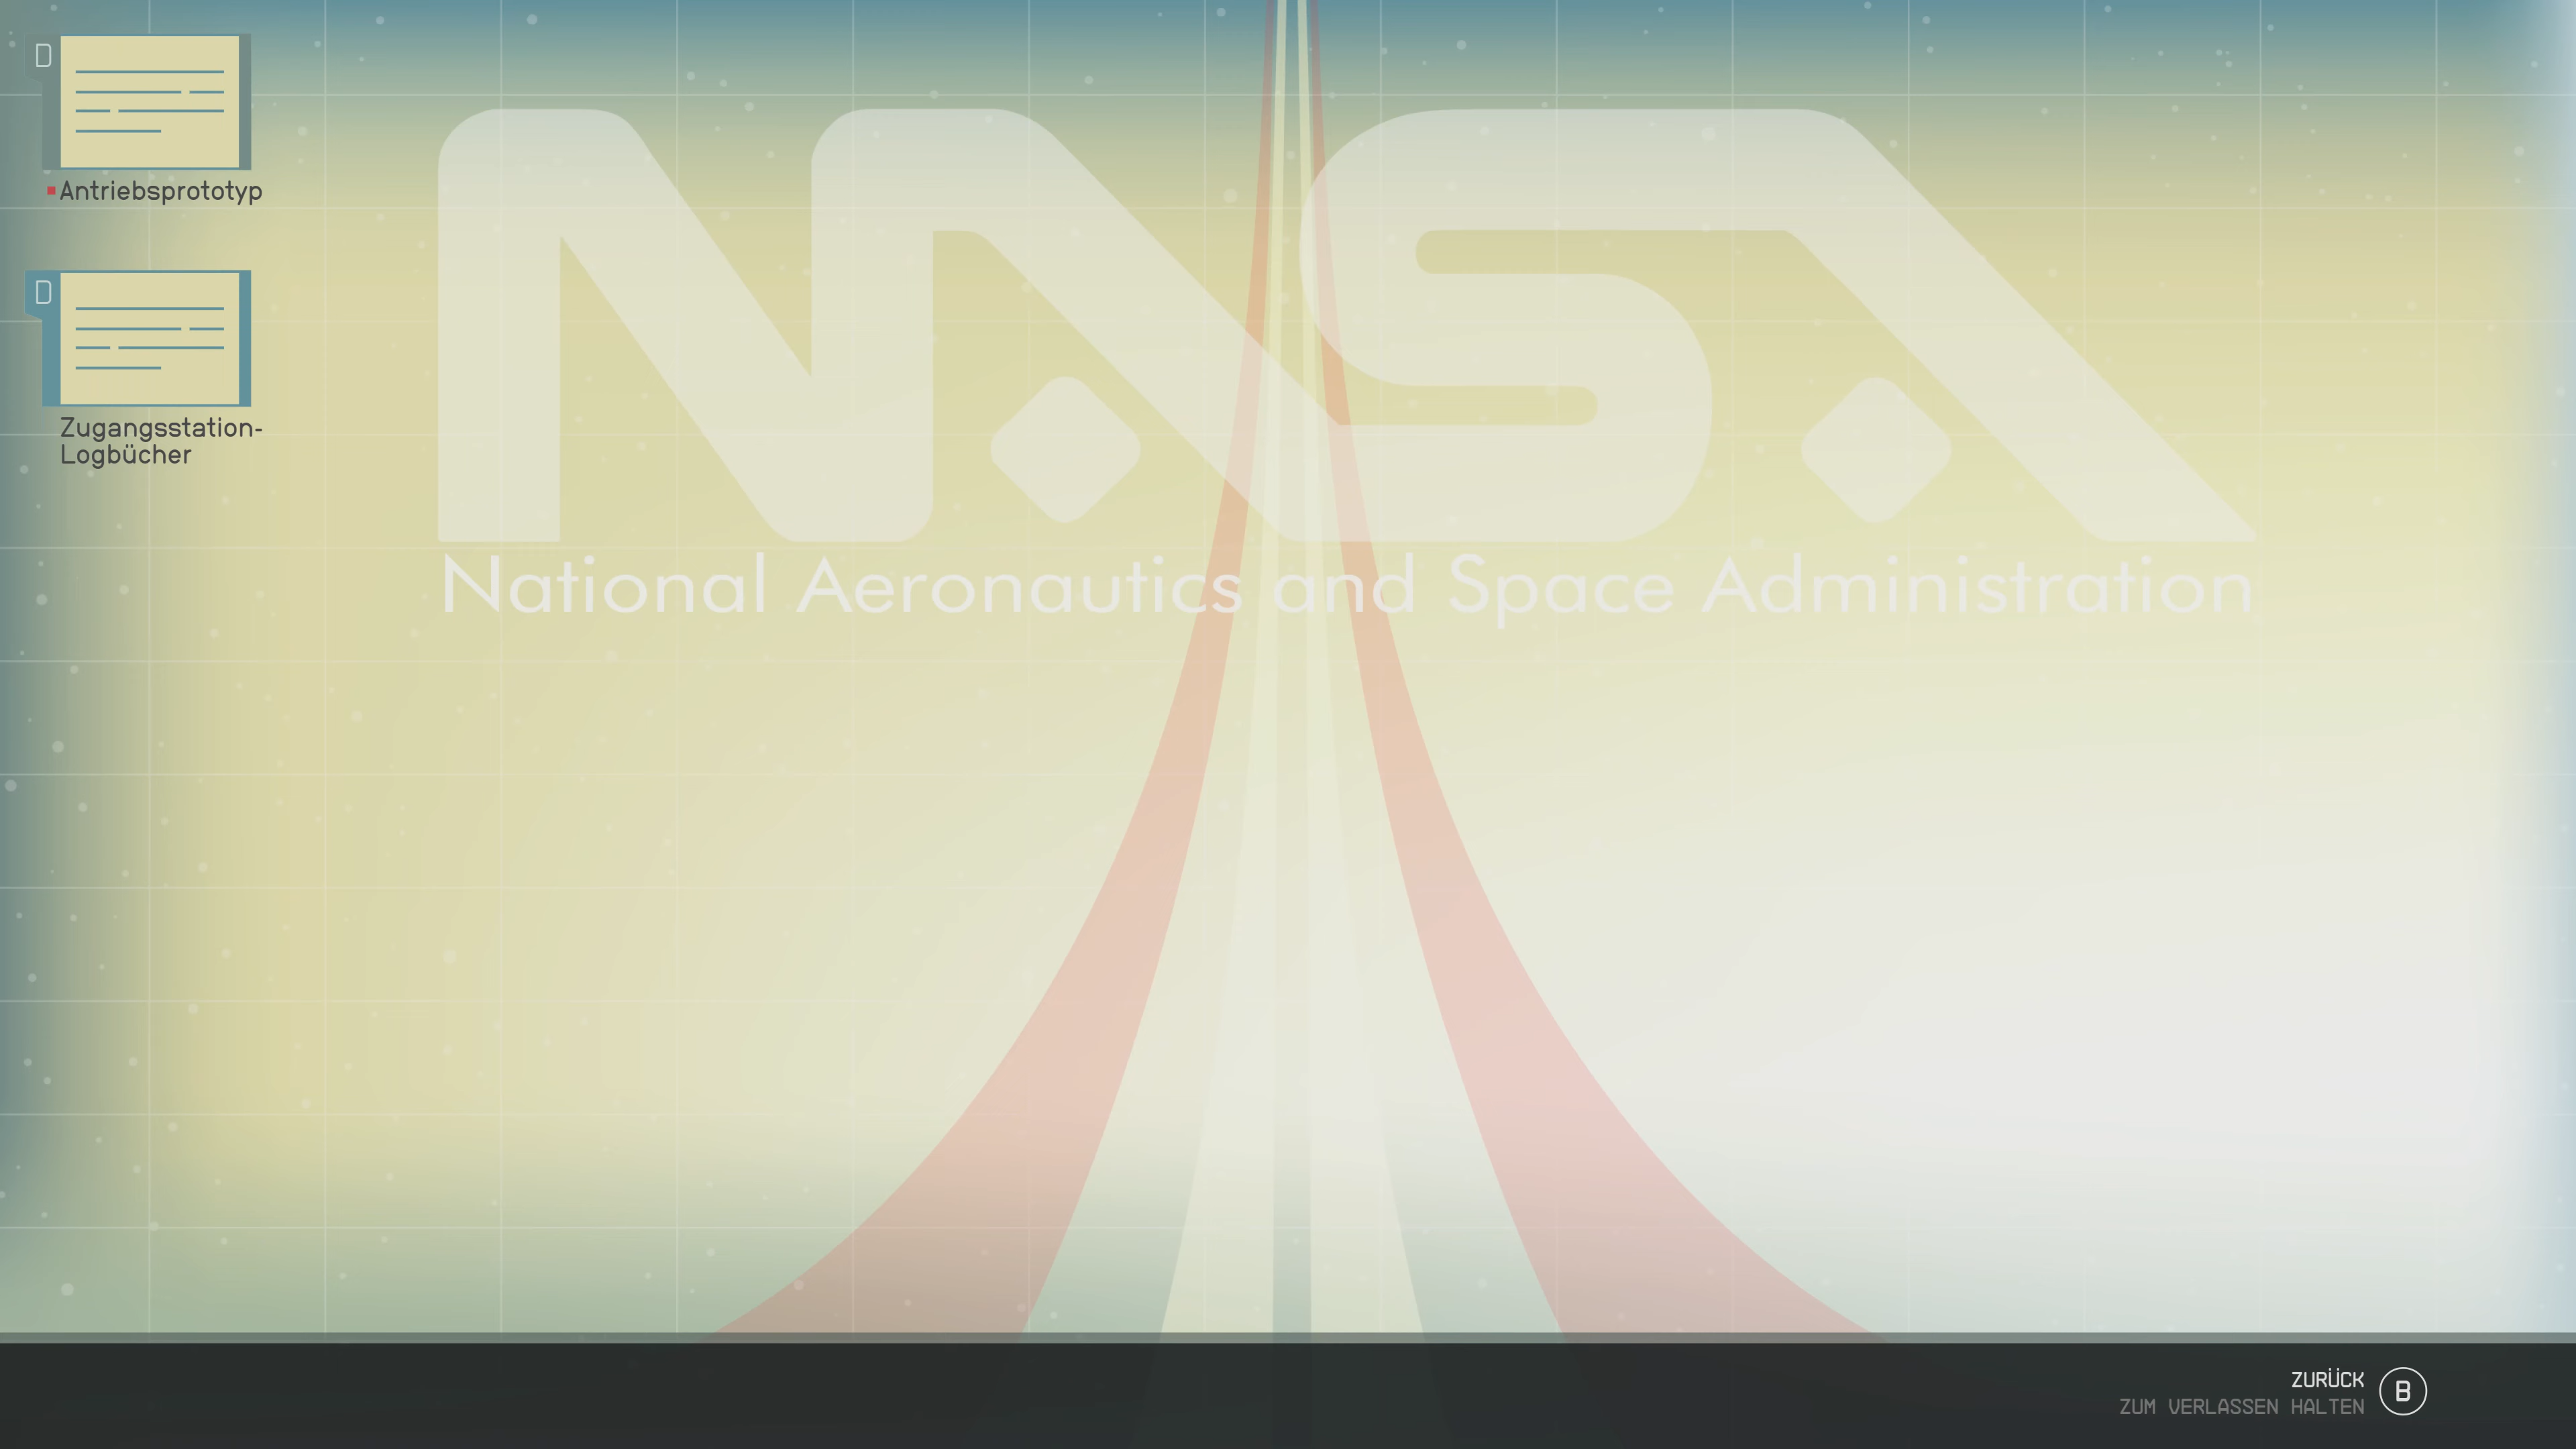 D
Antriebsprototyp
D
Zugangsstation-
Logbücher
NASA
National Aeronautics and Space Administration
ZURÜCK
ZUM VERLASSEN HALTEN
B